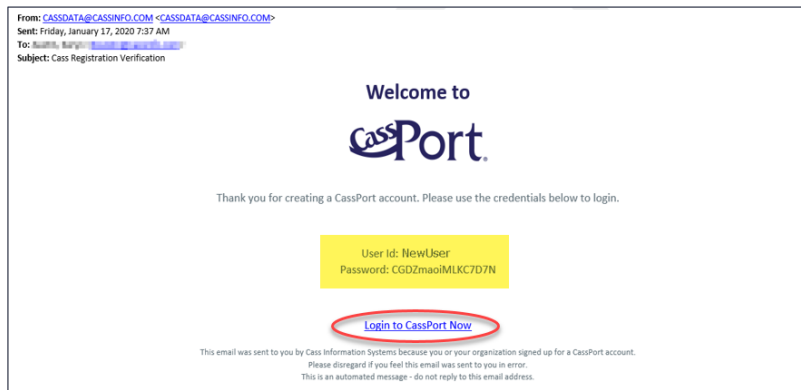 From: CASSDATA@CASSINFO.COM <CASSDATA@CASSINFO.COM>
Sent: Friday, January 17, 2020 7:37 AM
To:
Subject: Cass Registration Verification
Welcome to
CassPort.
Thank you for creating a CassPort account. Please use the credentials below to login.
User Id: NewUser
Password: CGDZmaoiMLKC7D7N
Login to CassPort Now
This email was sent to you by Cass Information Systems because you or your organization signed up for a CassPort account.
Please disregard if you feel this email was sent to you in error.
This is an automated message - do not reply to this email address.